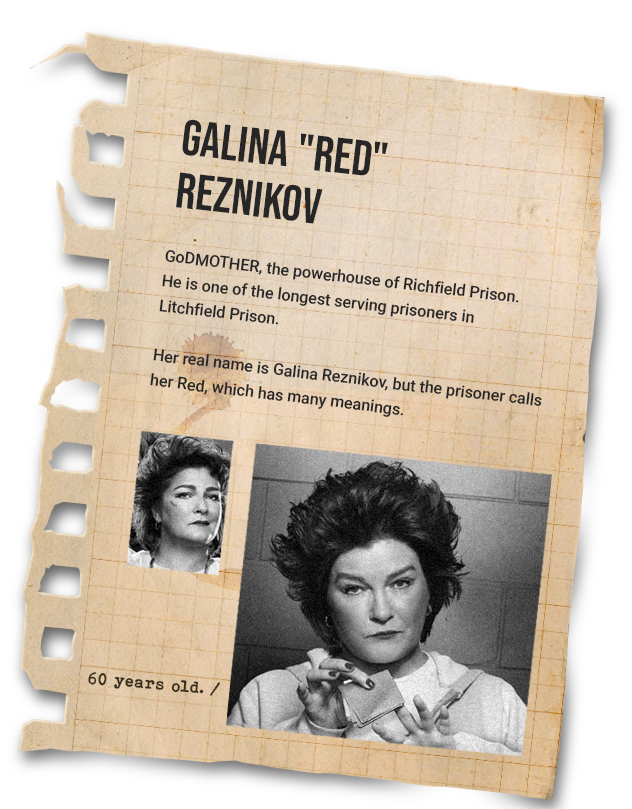 GALINA "RED"
REZNIKOV
GoDMOTHER, the powerhouse of Richfield Prison.
He is one of the longest serving prisoners in
Litchfield Prison.
Her real name is Galina Reznikov, but the prisoner calls
her Red, which has many meanings.
60 years old. /